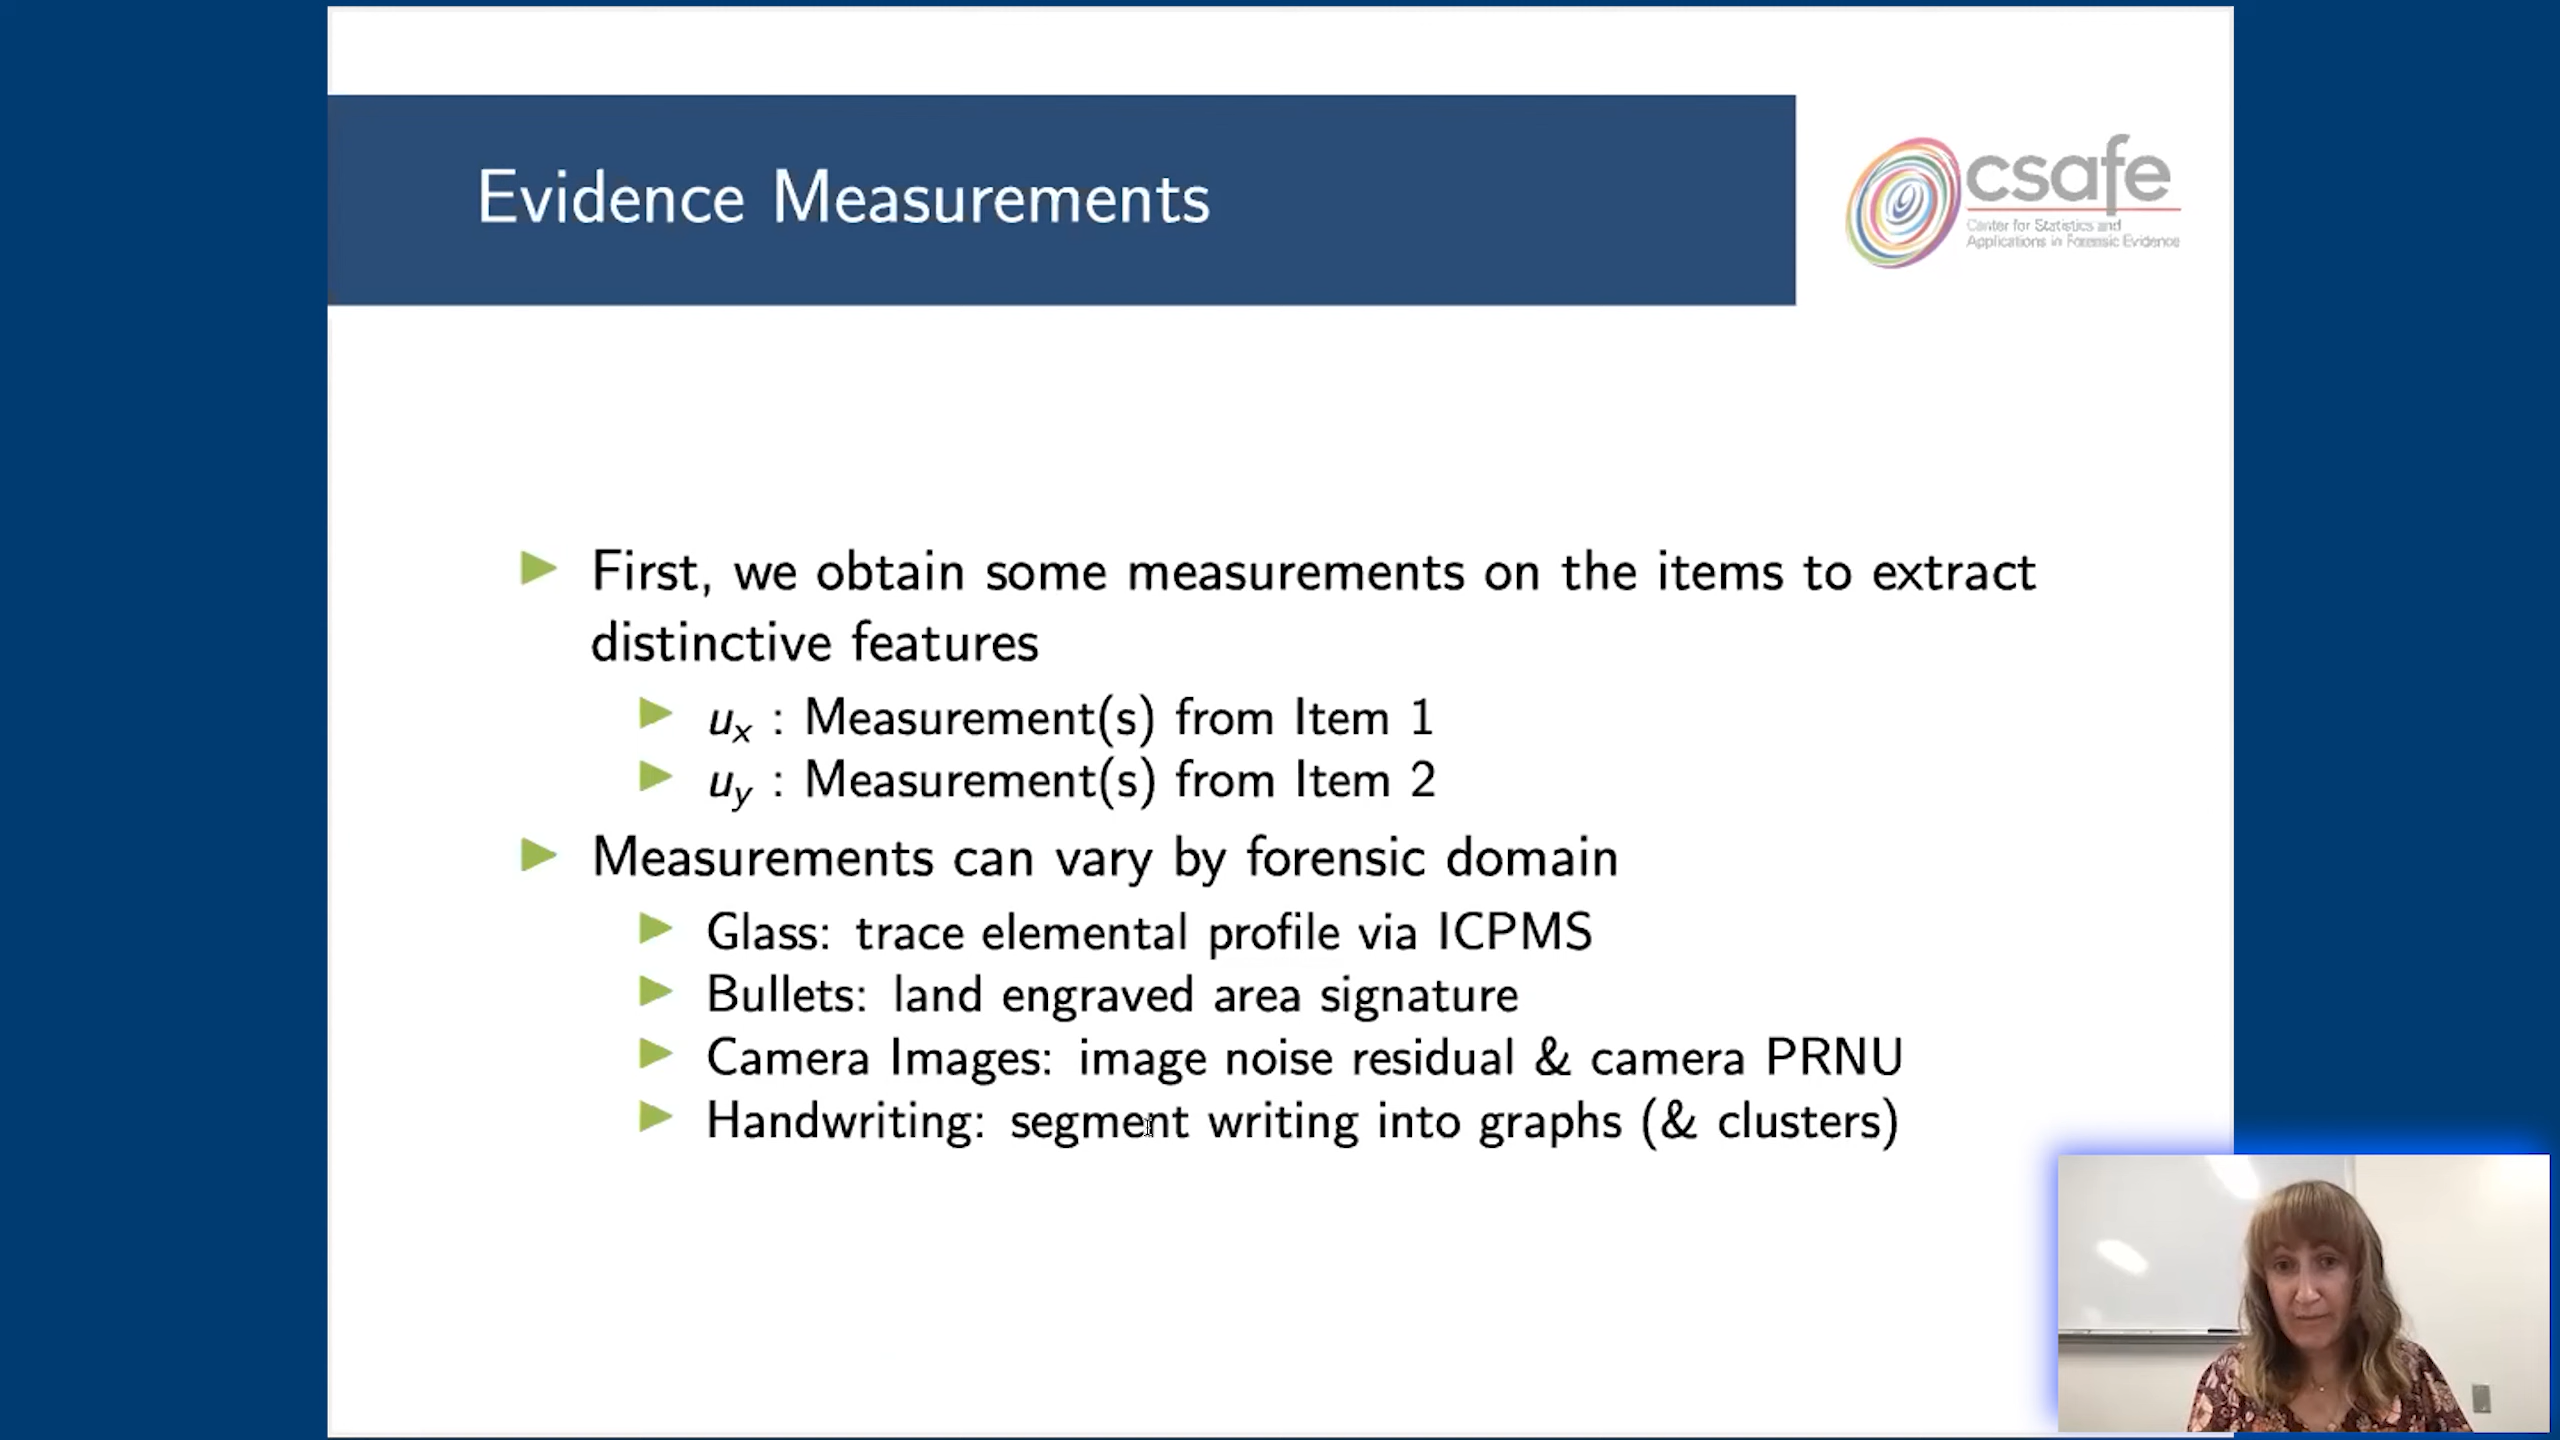 Evidence Measurements
csafe
Center for Statistics and
Applications in Forensic Evidence
First, we obtain some measurements on the items to extract
distinctive features
uₓ : Measurement(s) from Item 1
u_y : Measurement(s) from Item 2
Measurements can vary by forensic domain
Glass: trace elemental profile via ICPMS
Bullets: land engraved area signature
Camera Images: image noise residual & camera PRNU
Handwriting: segment writing into graphs (& clusters)